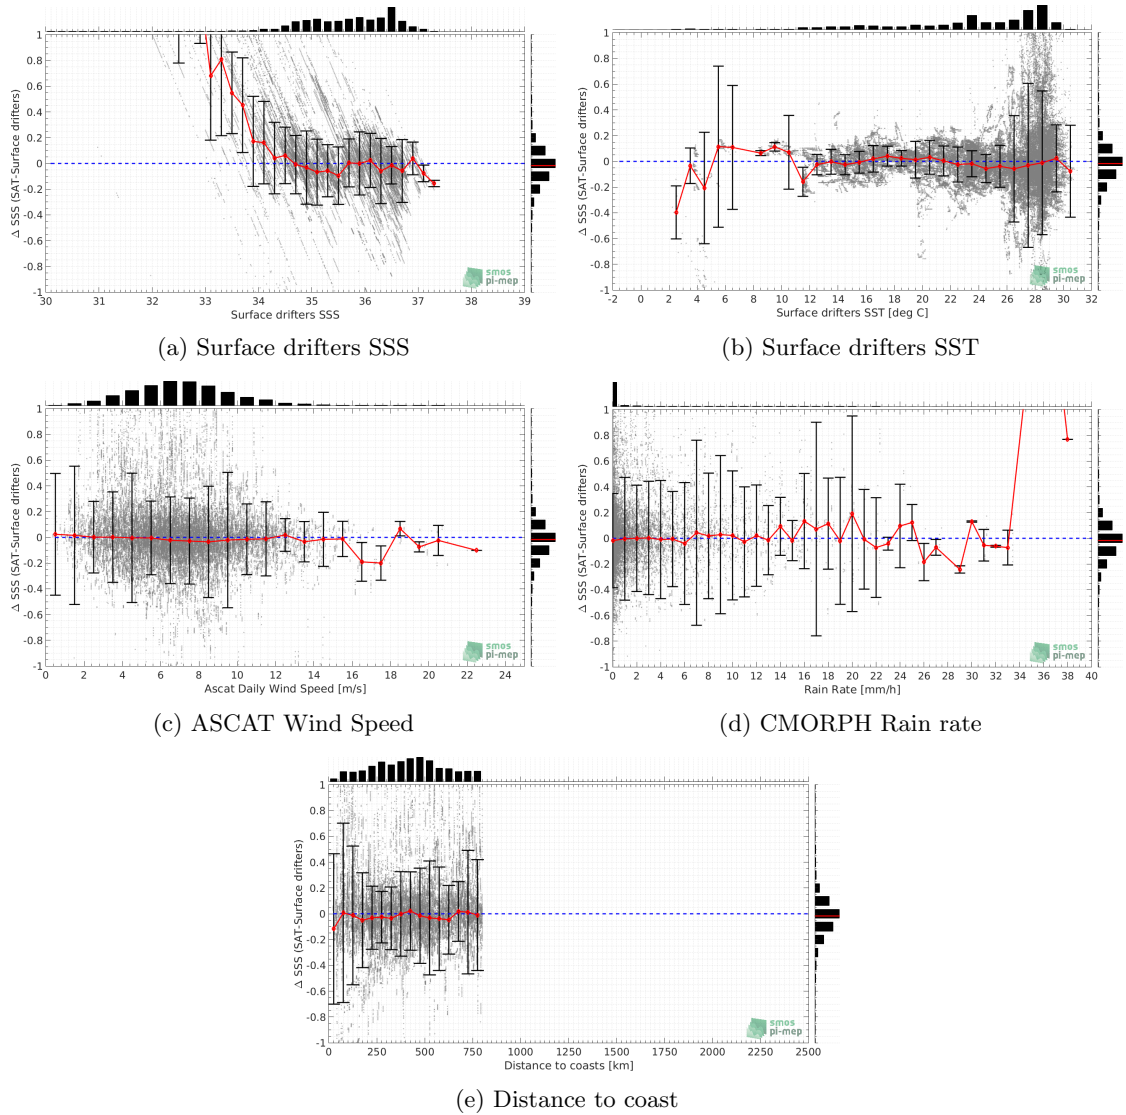 Δ SSS (SAT-Surface drifters)
1
0.8
0.6
0.4
0.2
0
-0.2
-0.4
-0.6
-0.8
-1
30 31 32 33 34 35 36 37 38 39
Surface drifters SSS
smos
pi-mep
(a) Surface drifters SSS
Δ SSS (SAT-Surface drifters)
1
0.8
0.6
0.4
0.2
0
-0.2
-0.4
-0.6
-0.8
-1
-2 0 2 4 6 8 10 12 14 16 18 20 22 24 26 28 30 32
Surface drifters SST [deg C]
smos
pi-mep
(b) Surface drifters SST
Δ SSS (SAT-Surface drifters)
1
0.8
0.6
0.4
0.2
0
-0.2
-0.4
-0.6
-0.8
-1
0 2 4 6 8 10 12 14 16 18 20 22 24
Ascat Daily Wind Speed [m/s]
smos
pi-mep
(c) ASCAT Wind Speed
Δ SSS (SAT-Surface drifters)
1
0.8
0.6
0.4
0.2
0
-0.2
-0.4
-0.6
-0.8
-1
0 2 4 6 8 10 12 14 16 18 20 22 24 26 28 30 32 34 36 38 40
Rain Rate [mm/h]
smos
pi-mep
(d) CMORPH Rain rate
Δ SSS (SAT-Surface drifters)
1
0.8
0.6
0.4
0.2
0
-0.2
-0.4
-0.6
-0.8
-1
0 250 500 750 1000 1250 1500 1750 2000 2250 2500
Distance to coasts [km]
smos
pi-mep
(e) Distance to coast